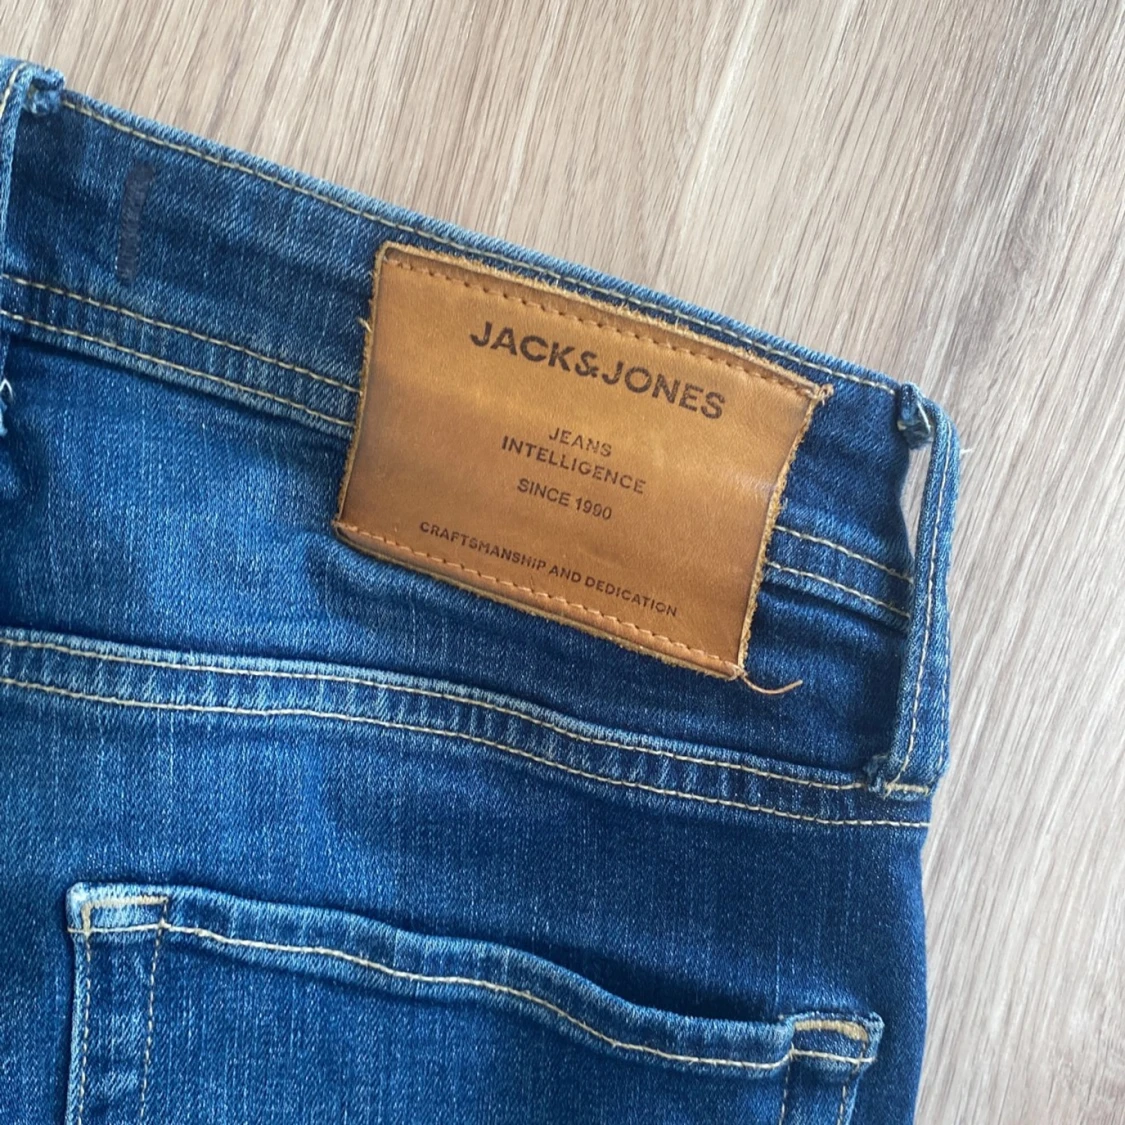 JACK&JONES
JEANS
INTELLIGENCE
SINCE 1990
CRAFTSMANSHIP AND DEDICATION